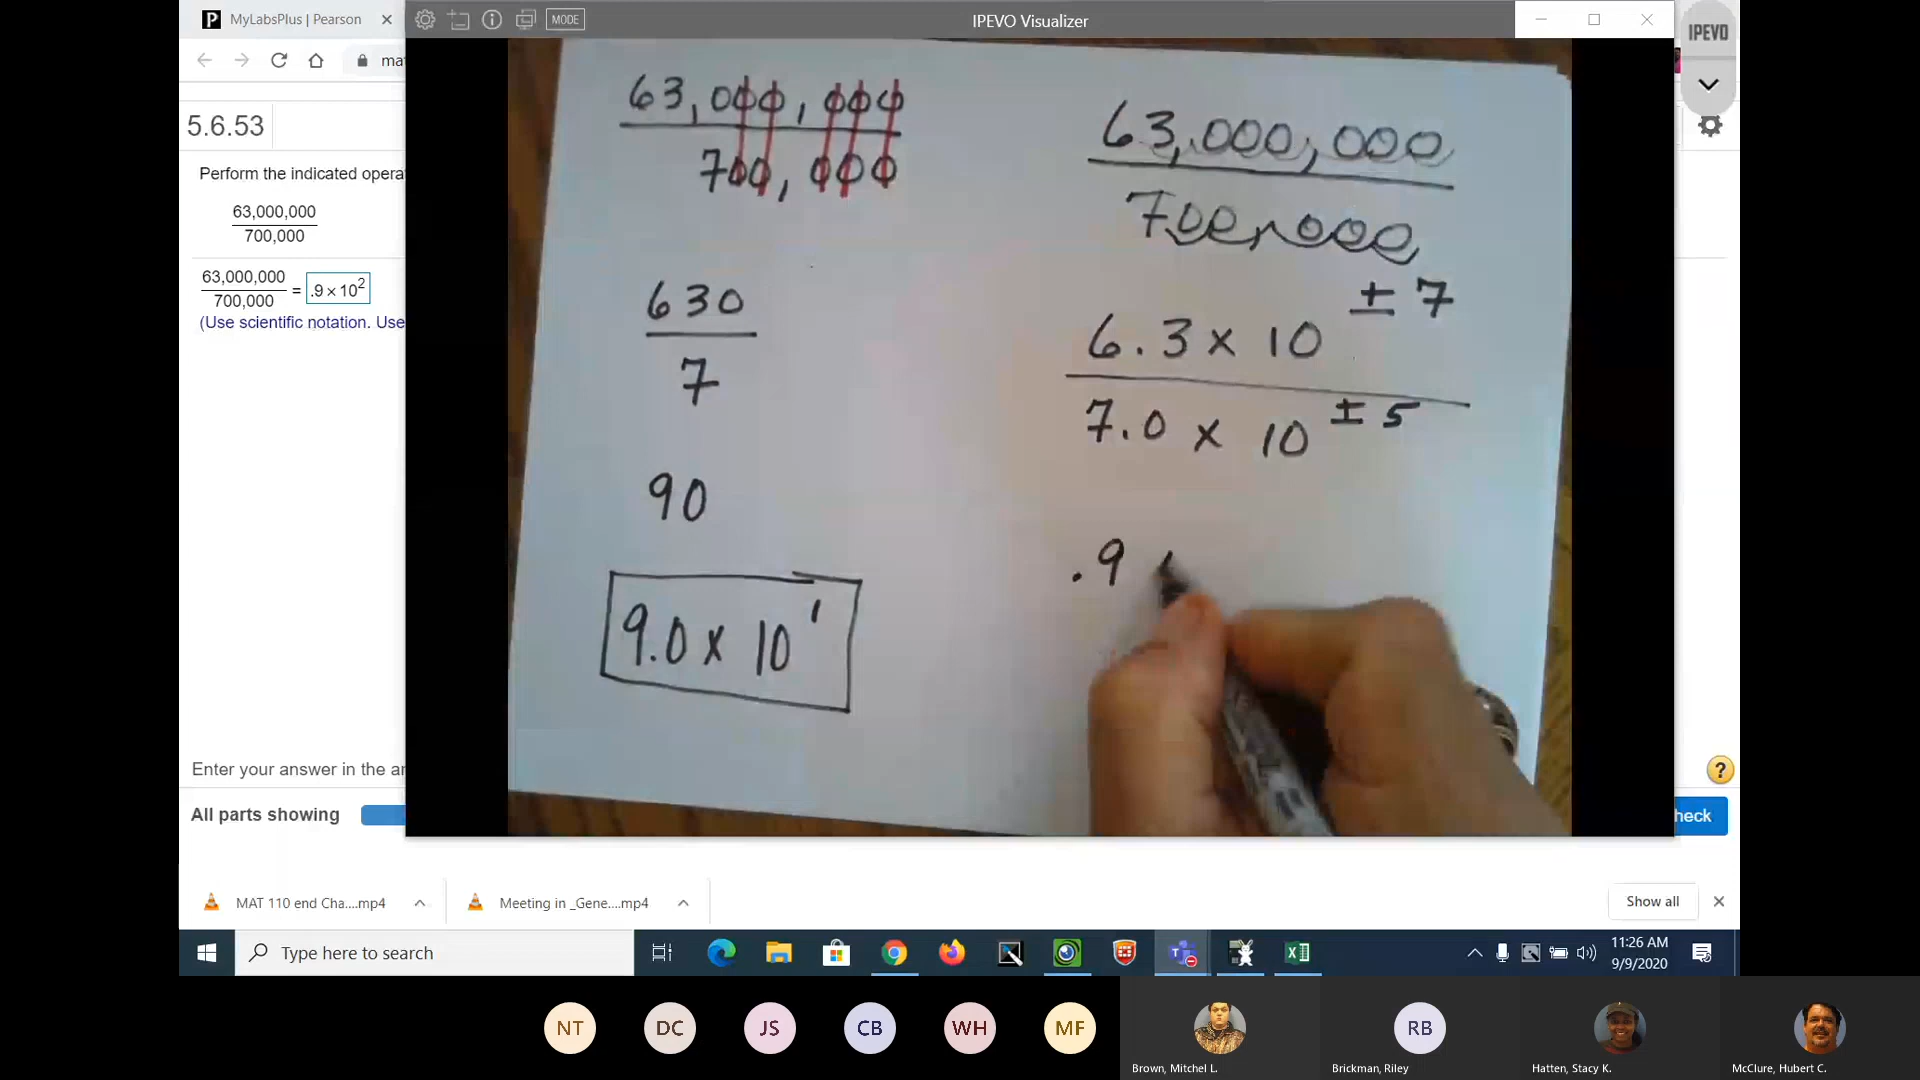 MyLabsPlus | Pearson
IPEVO Visualizer
MODE
IPEVO
5.6.53
Perform the indicated opera
63,000,000
700,000
63,000,000
700,000
= .9 × 10²
(Use scientific notation. Use
63,000,000
700,000
630
7
90
9.0 x 10¹
63,000,000
700,000
6.3 x 10 ± 7
7.0 x 10 ± 5
.9
Enter your answer in the ar
All parts showing
heck
?
MAT 110 end Cha....mp4
Meeting in _Gene....mp4
Show all
Type here to search
11:26 AM
9/9/2020
NT
DC
JS
CB
WH
MF
RB
Brown, Mitchel L.
Brickman, Riley
Hatten, Stacy K.
McClure, Hubert C.